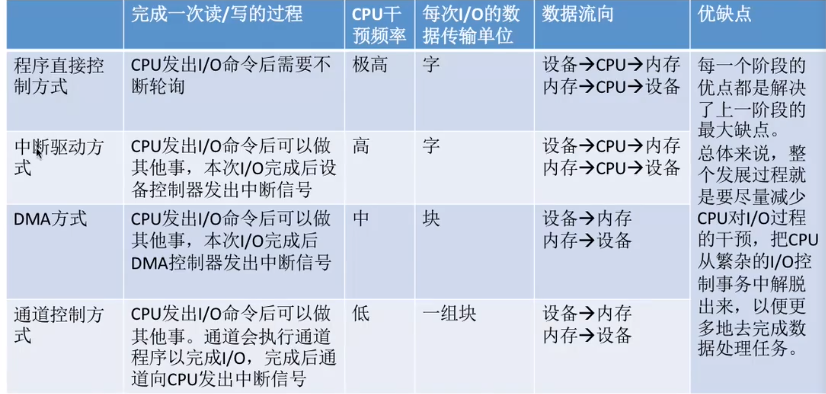 完成一次读/写的过程
CPU干
预频率
每次I/O的数
据传输单位
数据流向
优缺点
程序直接控
制方式
CPU发出I/O命令后需要不
断轮询
极高
字
设备→CPU→内存
内存→CPU→设备
每一个阶段的
优点都是解决
了上一阶段的
最大缺点。
总体来说，整
个发展过程就
是要尽量减少
CPU对I/O过程
的干预，把CPU
从繁杂的I/O控
制事务中解脱
出来，以便更
多地去完成数
据处理任务。
中断驱动方
式
CPU发出I/O命令后可以做
其他事，本次I/O完成后设
备控制器发出中断信号
高
字
设备→CPU→内存
内存→CPU→设备
DMA方式
CPU发出I/O命令后可以做
其他事，本次I/O完成后
DMA控制器发出中断信号
中
块
设备→内存
内存→设备
通道控制方
式
CPU发出I/O命令后可以做
其他事。通道会执行通道
程序以完成I/O，完成后通
道向CPU发出中断信号
低
一组块
设备→内存
内存→设备